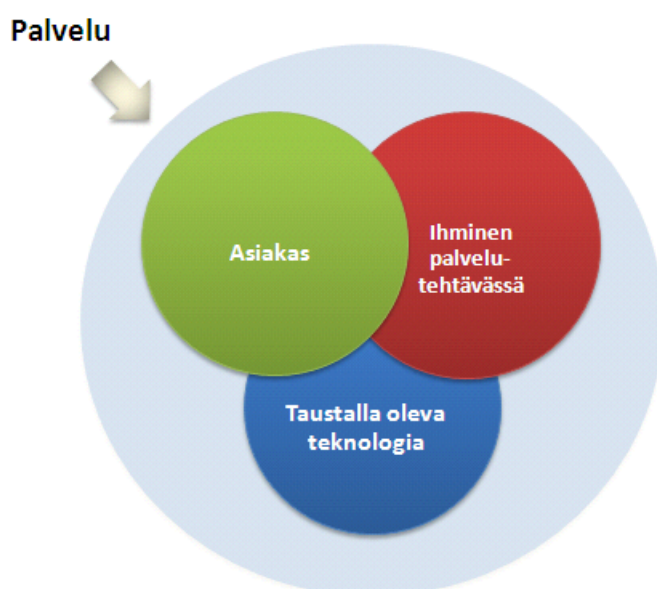 Palvelu
Asiakas
Ihminen
palvelu-
tehtävässä
Taustalla oleva
teknologia